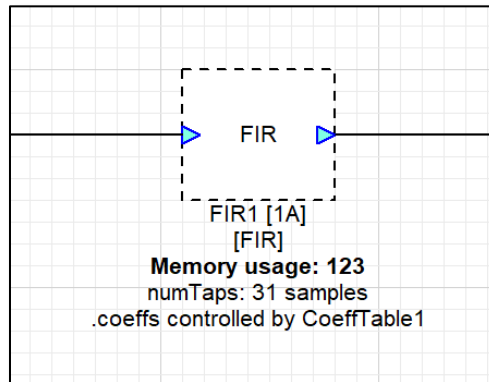 FIR
FIR1 [1A]
[FIR]
Memory usage: 123
numTaps: 31 samples
.coeffs controlled by CoeffTable1